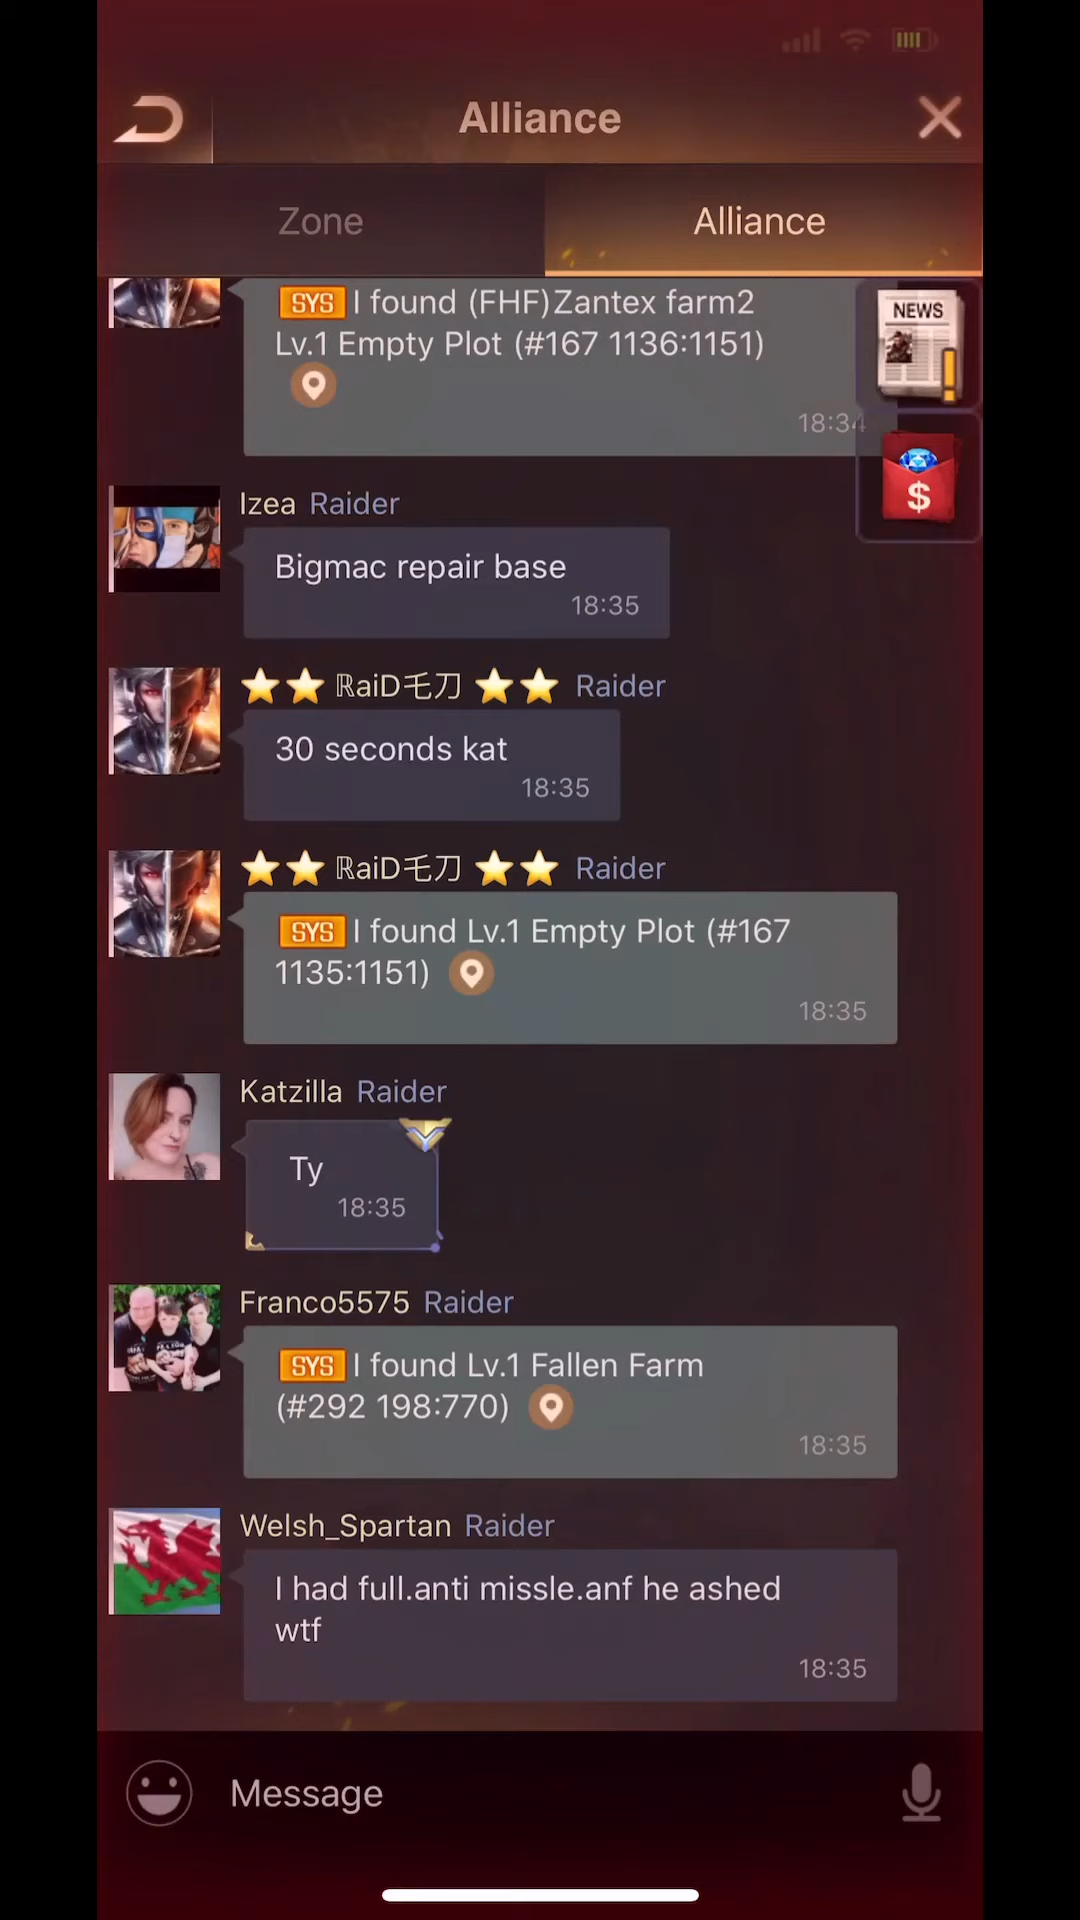 Alliance
Zone
Alliance
SYS I found (FHF)Zantex farm2
Lv.1 Empty Plot (#167 1136:1151)
18:34
NEWS
$
Izea Raider
Bigmac repair base
18:35
⭐⭐ ℝaiD乇刀 ⭐⭐ Raider
30 seconds kat
18:35
⭐⭐ ℝaiD乇刀 ⭐⭐ Raider
SYS I found Lv.1 Empty Plot (#167
1135:1151)
18:35
Katzilla Raider
Ty
18:35
Franco5575 Raider
SYS I found Lv.1 Fallen Farm
(#292 198:770)
18:35
Welsh_Spartan Raider
I had full.anti missle.anf he ashed
wtf
18:35
Message